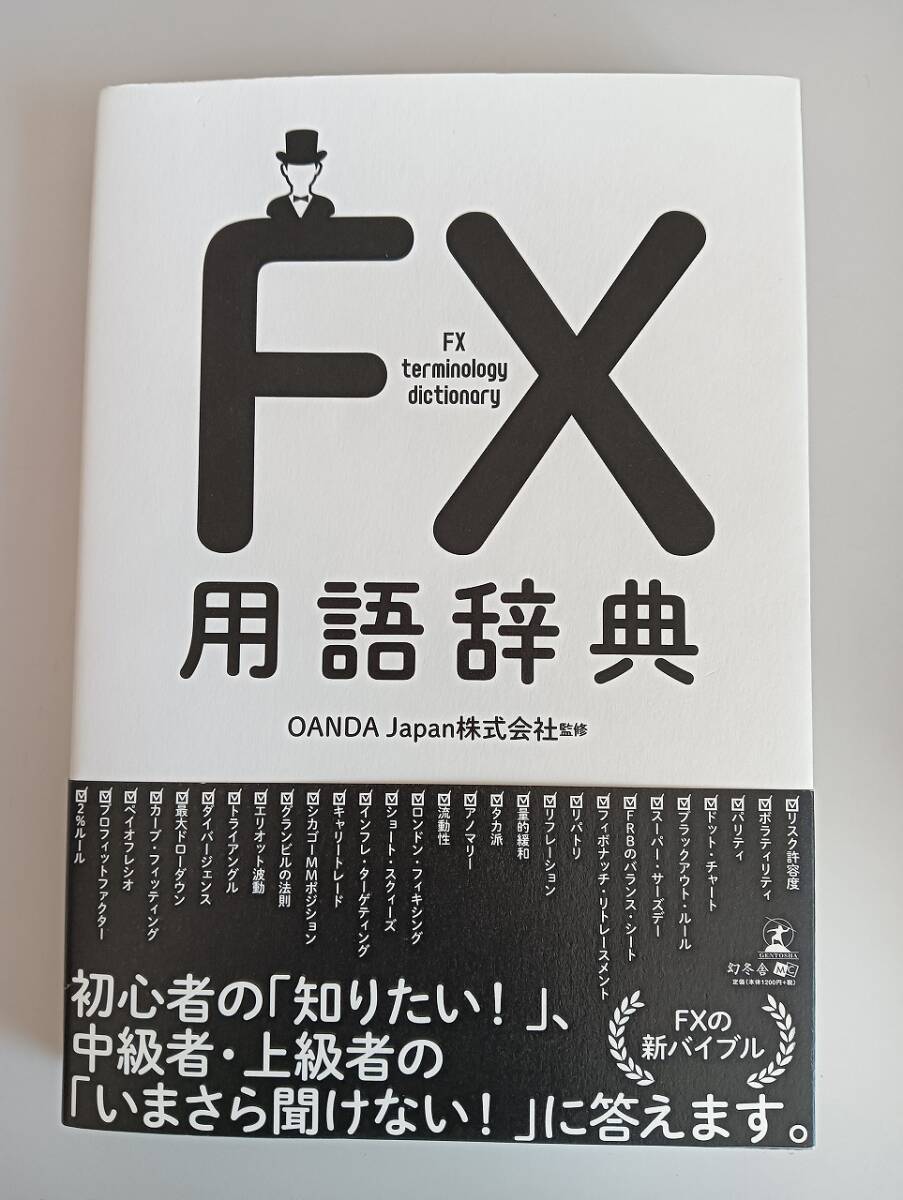 FX
FX
terminology
dictionary
用語辞典
OANDA Japan株式会社監修
リスク許容度
ボラティリティ
パリティ
ドット・チャート
ブラックアウト・ルール
スーパー・サーズデー
FRBのバランス・シート
フィボナッチ・リトレースメント
リパトリ
リフレーション
量的緩和
タカ派
アノマリー
流動性
ロンドン・フィキシング
ショート・スクィーズ
インフレ・ターゲティング
キャリートレード
シカゴIMMポジション
グランビルの法則
エリオット波動
トライアングル
ダイバージェンス
最大ドローダウン
カーブ・フィッティング
ペイオフレシオ
プロフィットファクター
2%ルール
GENTOSHA
幻冬舎 MC
定価(本体1200円+税)
FXの
新バイブル
初心者の「知りたい！」、
中級者・上級者の
「いまさら聞けない！」に答えます。